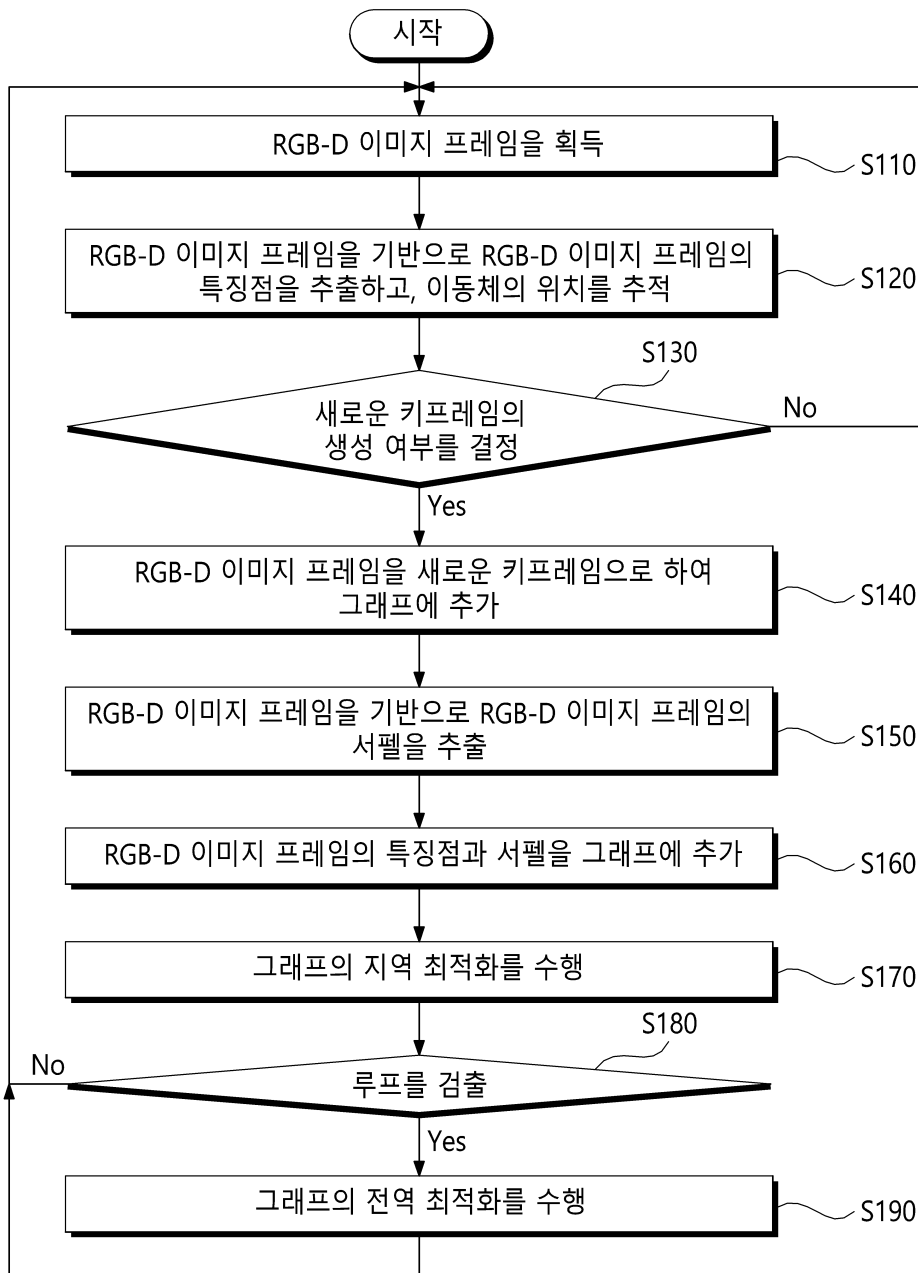 시작
RGB-D 이미지 프레임을 획득
S110
RGB-D 이미지 프레임을 기반으로 RGB-D 이미지 프레임의
특징점을 추출하고, 이동체의 위치를 추적
S120
S130
새로운 키프레임의
생성 여부를 결정
No
Yes
RGB-D 이미지 프레임을 새로운 키프레임으로 하여
그래프에 추가
S140
RGB-D 이미지 프레임을 기반으로 RGB-D 이미지 프레임의
서펠을 추출
S150
RGB-D 이미지 프레임의 특징점과 서펠을 그래프에 추가
S160
그래프의 지역 최적화를 수행
S170
S180
No
루프를 검출
Yes
그래프의 전역 최적화를 수행
S190